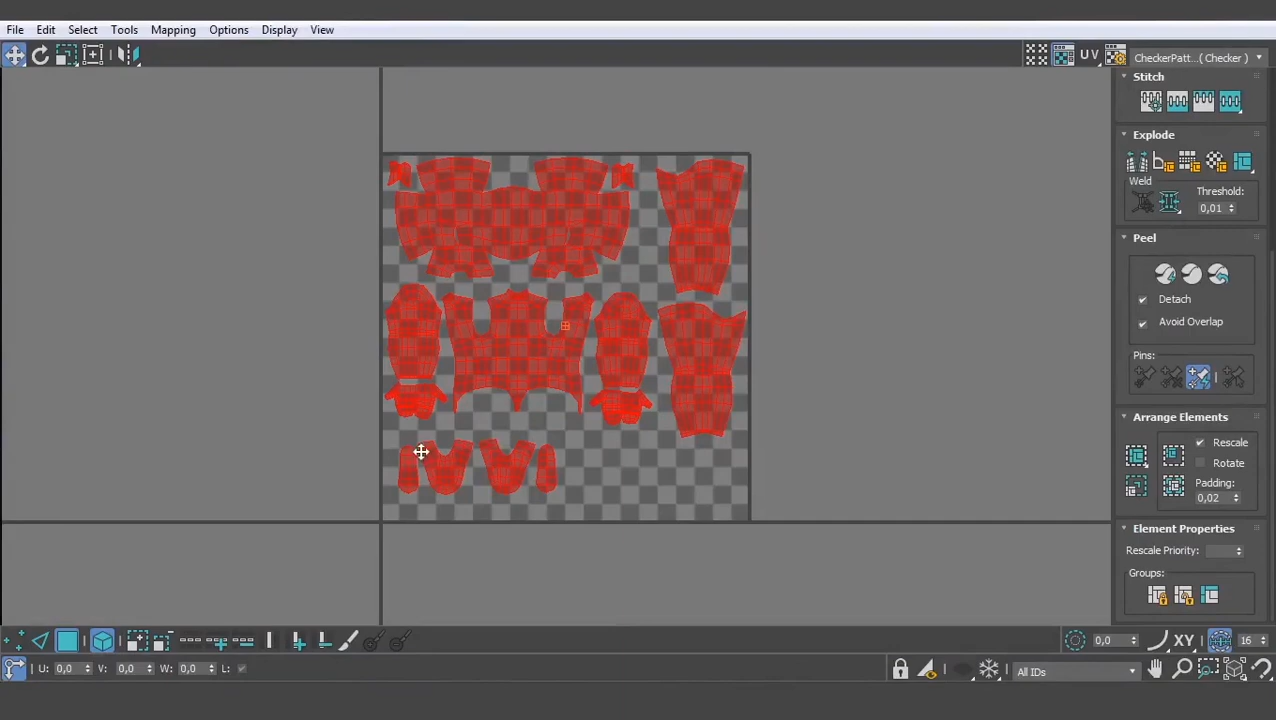 File Edit Select Tools Mapping Options Display View
UV CheckerPatt...( Checker )
Stitch
Explode
Weld Threshold:
0,01
Peel
Detach
Avoid Overlap
Pins:
Arrange Elements
Rescale
Rotate
Padding:
0,02
Element Properties
Rescale Priority:
Groups:
0,0 XY 16
U: 0,0 V: 0,0 W: 0,0 L: All IDs